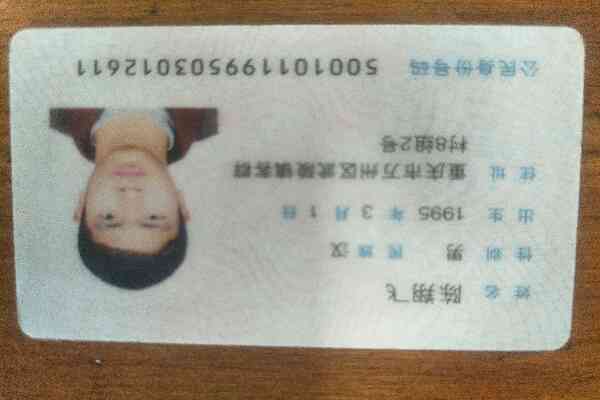 姓名 陈翔飞
性别 男 民族 汉
出生 1995 年 3 月 1 日
住址 重庆市万州区武陵镇客群
村8组2号
公民身份号码 500101199503012611